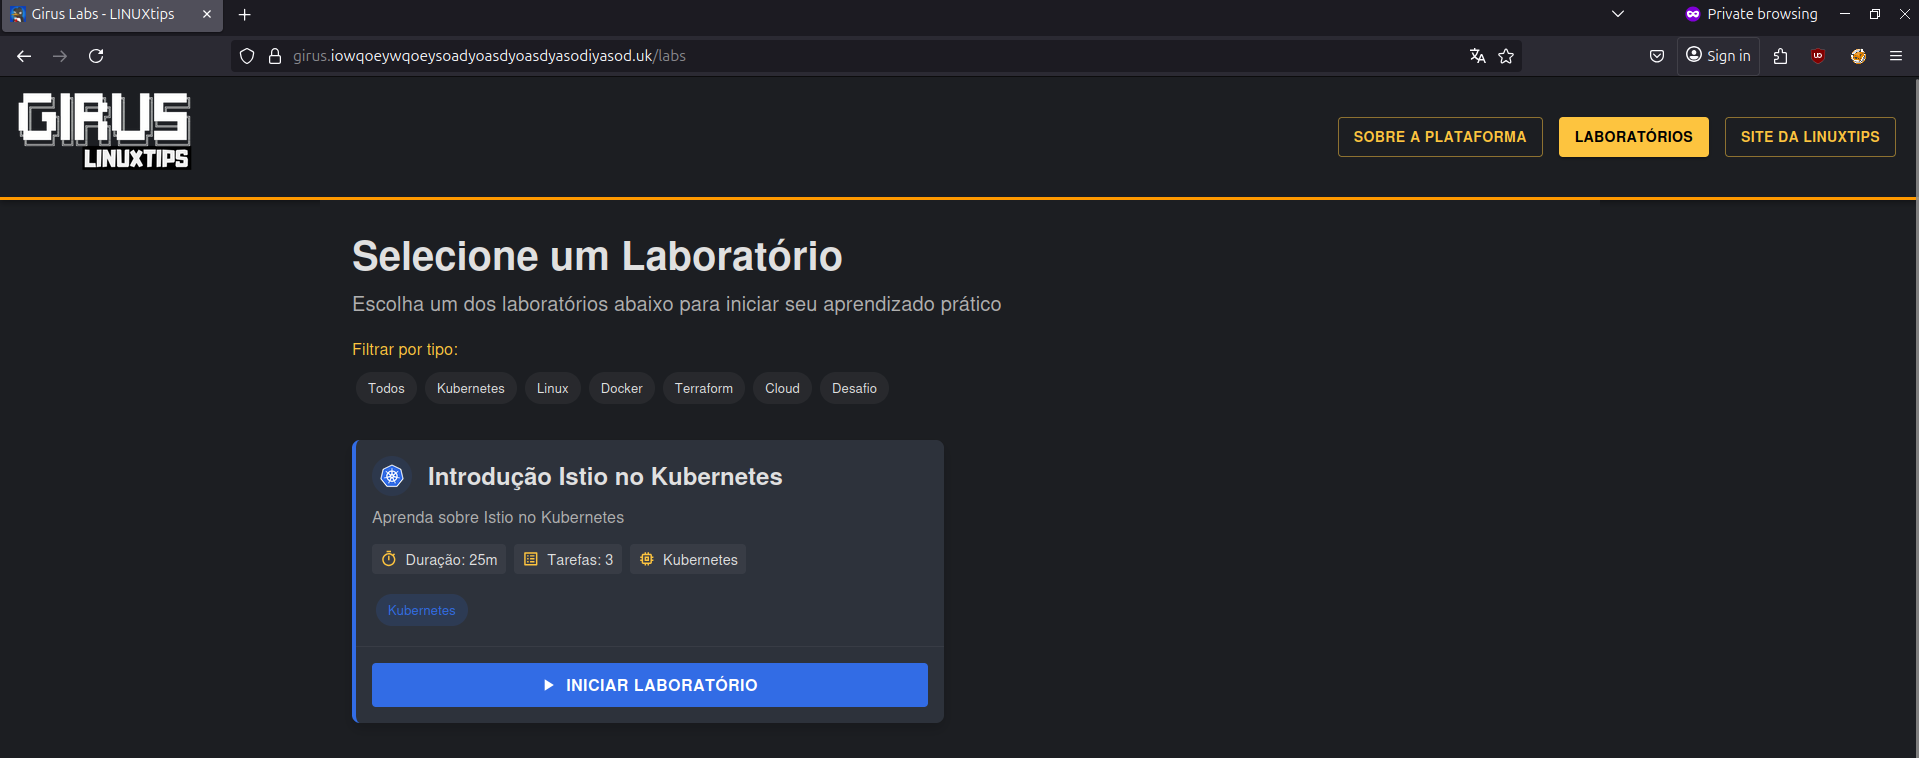 Girus Labs - LINUXtips
Private browsing
girus.iowqoeywqoeysoadyoasdyoasdyasodiyasod.uk/labs
Sign in
GIRUS
LINUXTIPS
SOBRE A PLATAFORMA
LABORATÓRIOS
SITE DA LINUXTIPS
Selecione um Laboratório
Escolha um dos laboratórios abaixo para iniciar seu aprendizado prático
Filtrar por tipo:
Todos Kubernetes Linux Docker Terraform Cloud Desafio
Introdução Istio no Kubernetes
Aprenda sobre Istio no Kubernetes
Duração: 25m Tarefas: 3 Kubernetes
Kubernetes
INICIAR LABORATÓRIO